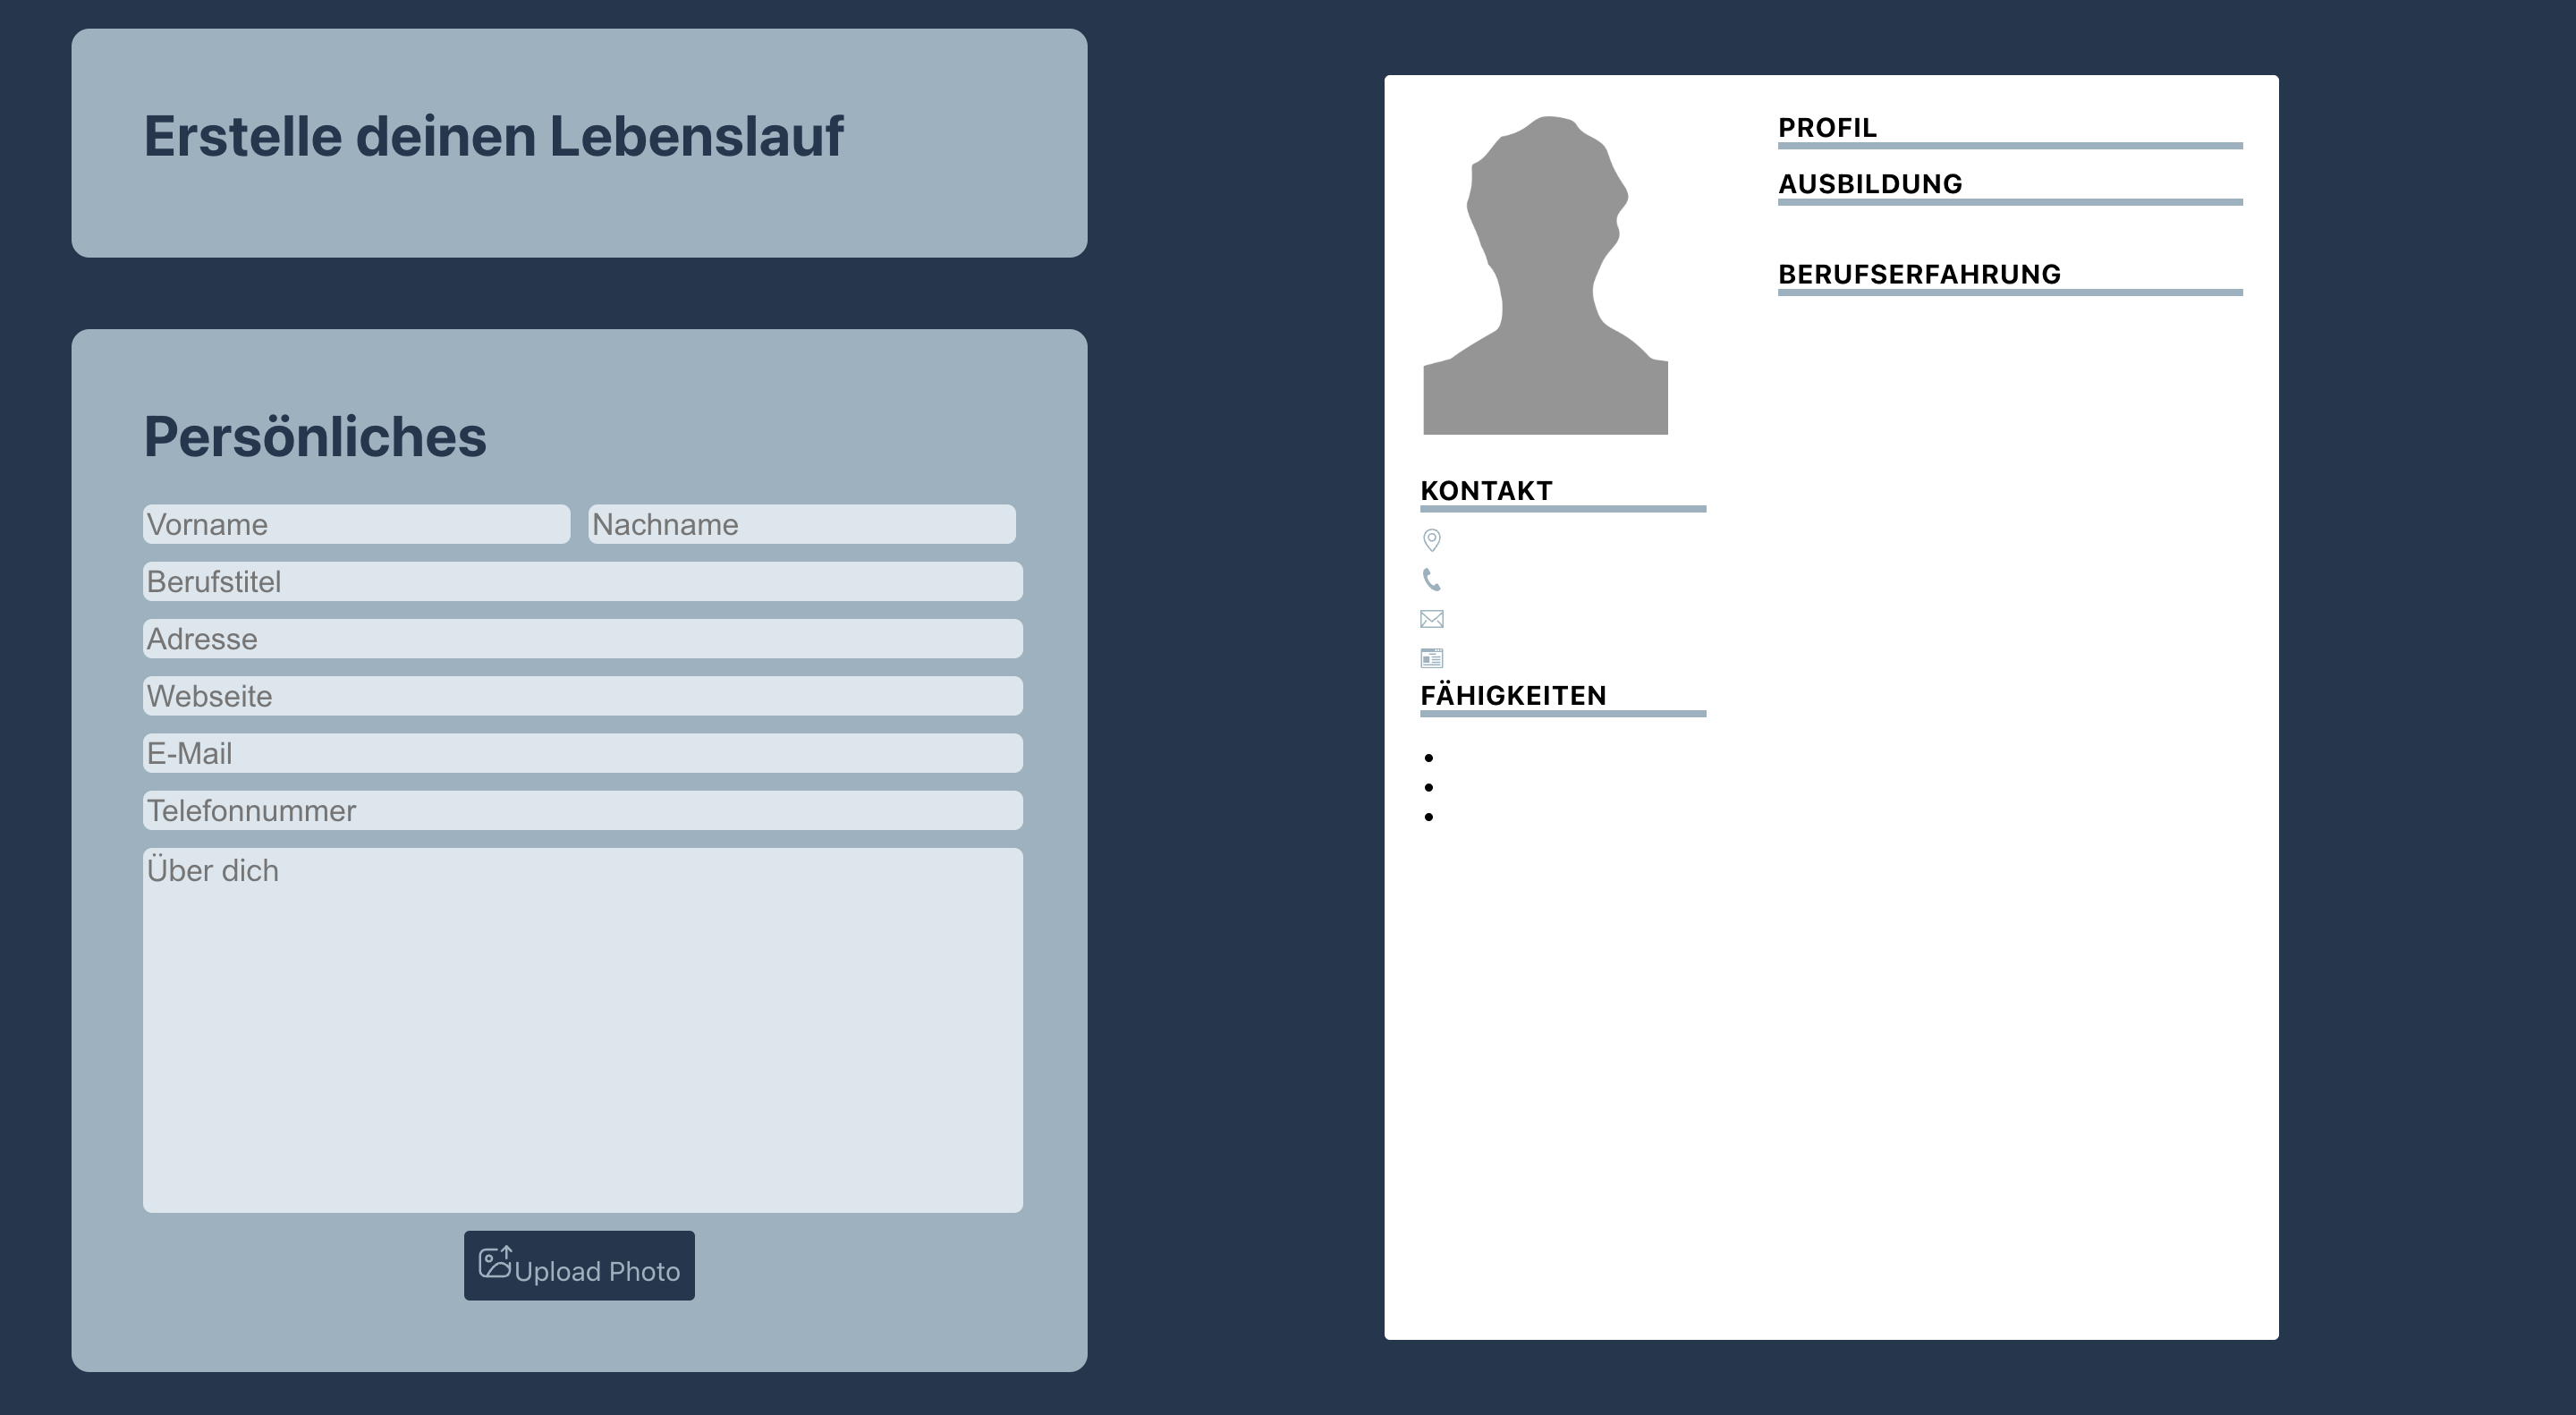 Erstelle deinen Lebenslauf
Persönliches
Vorname Nachname
Berufstitel
Adresse
Webseite
E-Mail
Telefonnummer
Über dich
Upload Photo
KONTAKT
FÄHIGKEITEN
PROFIL
AUSBILDUNG
BERUFSERFAHRUNG